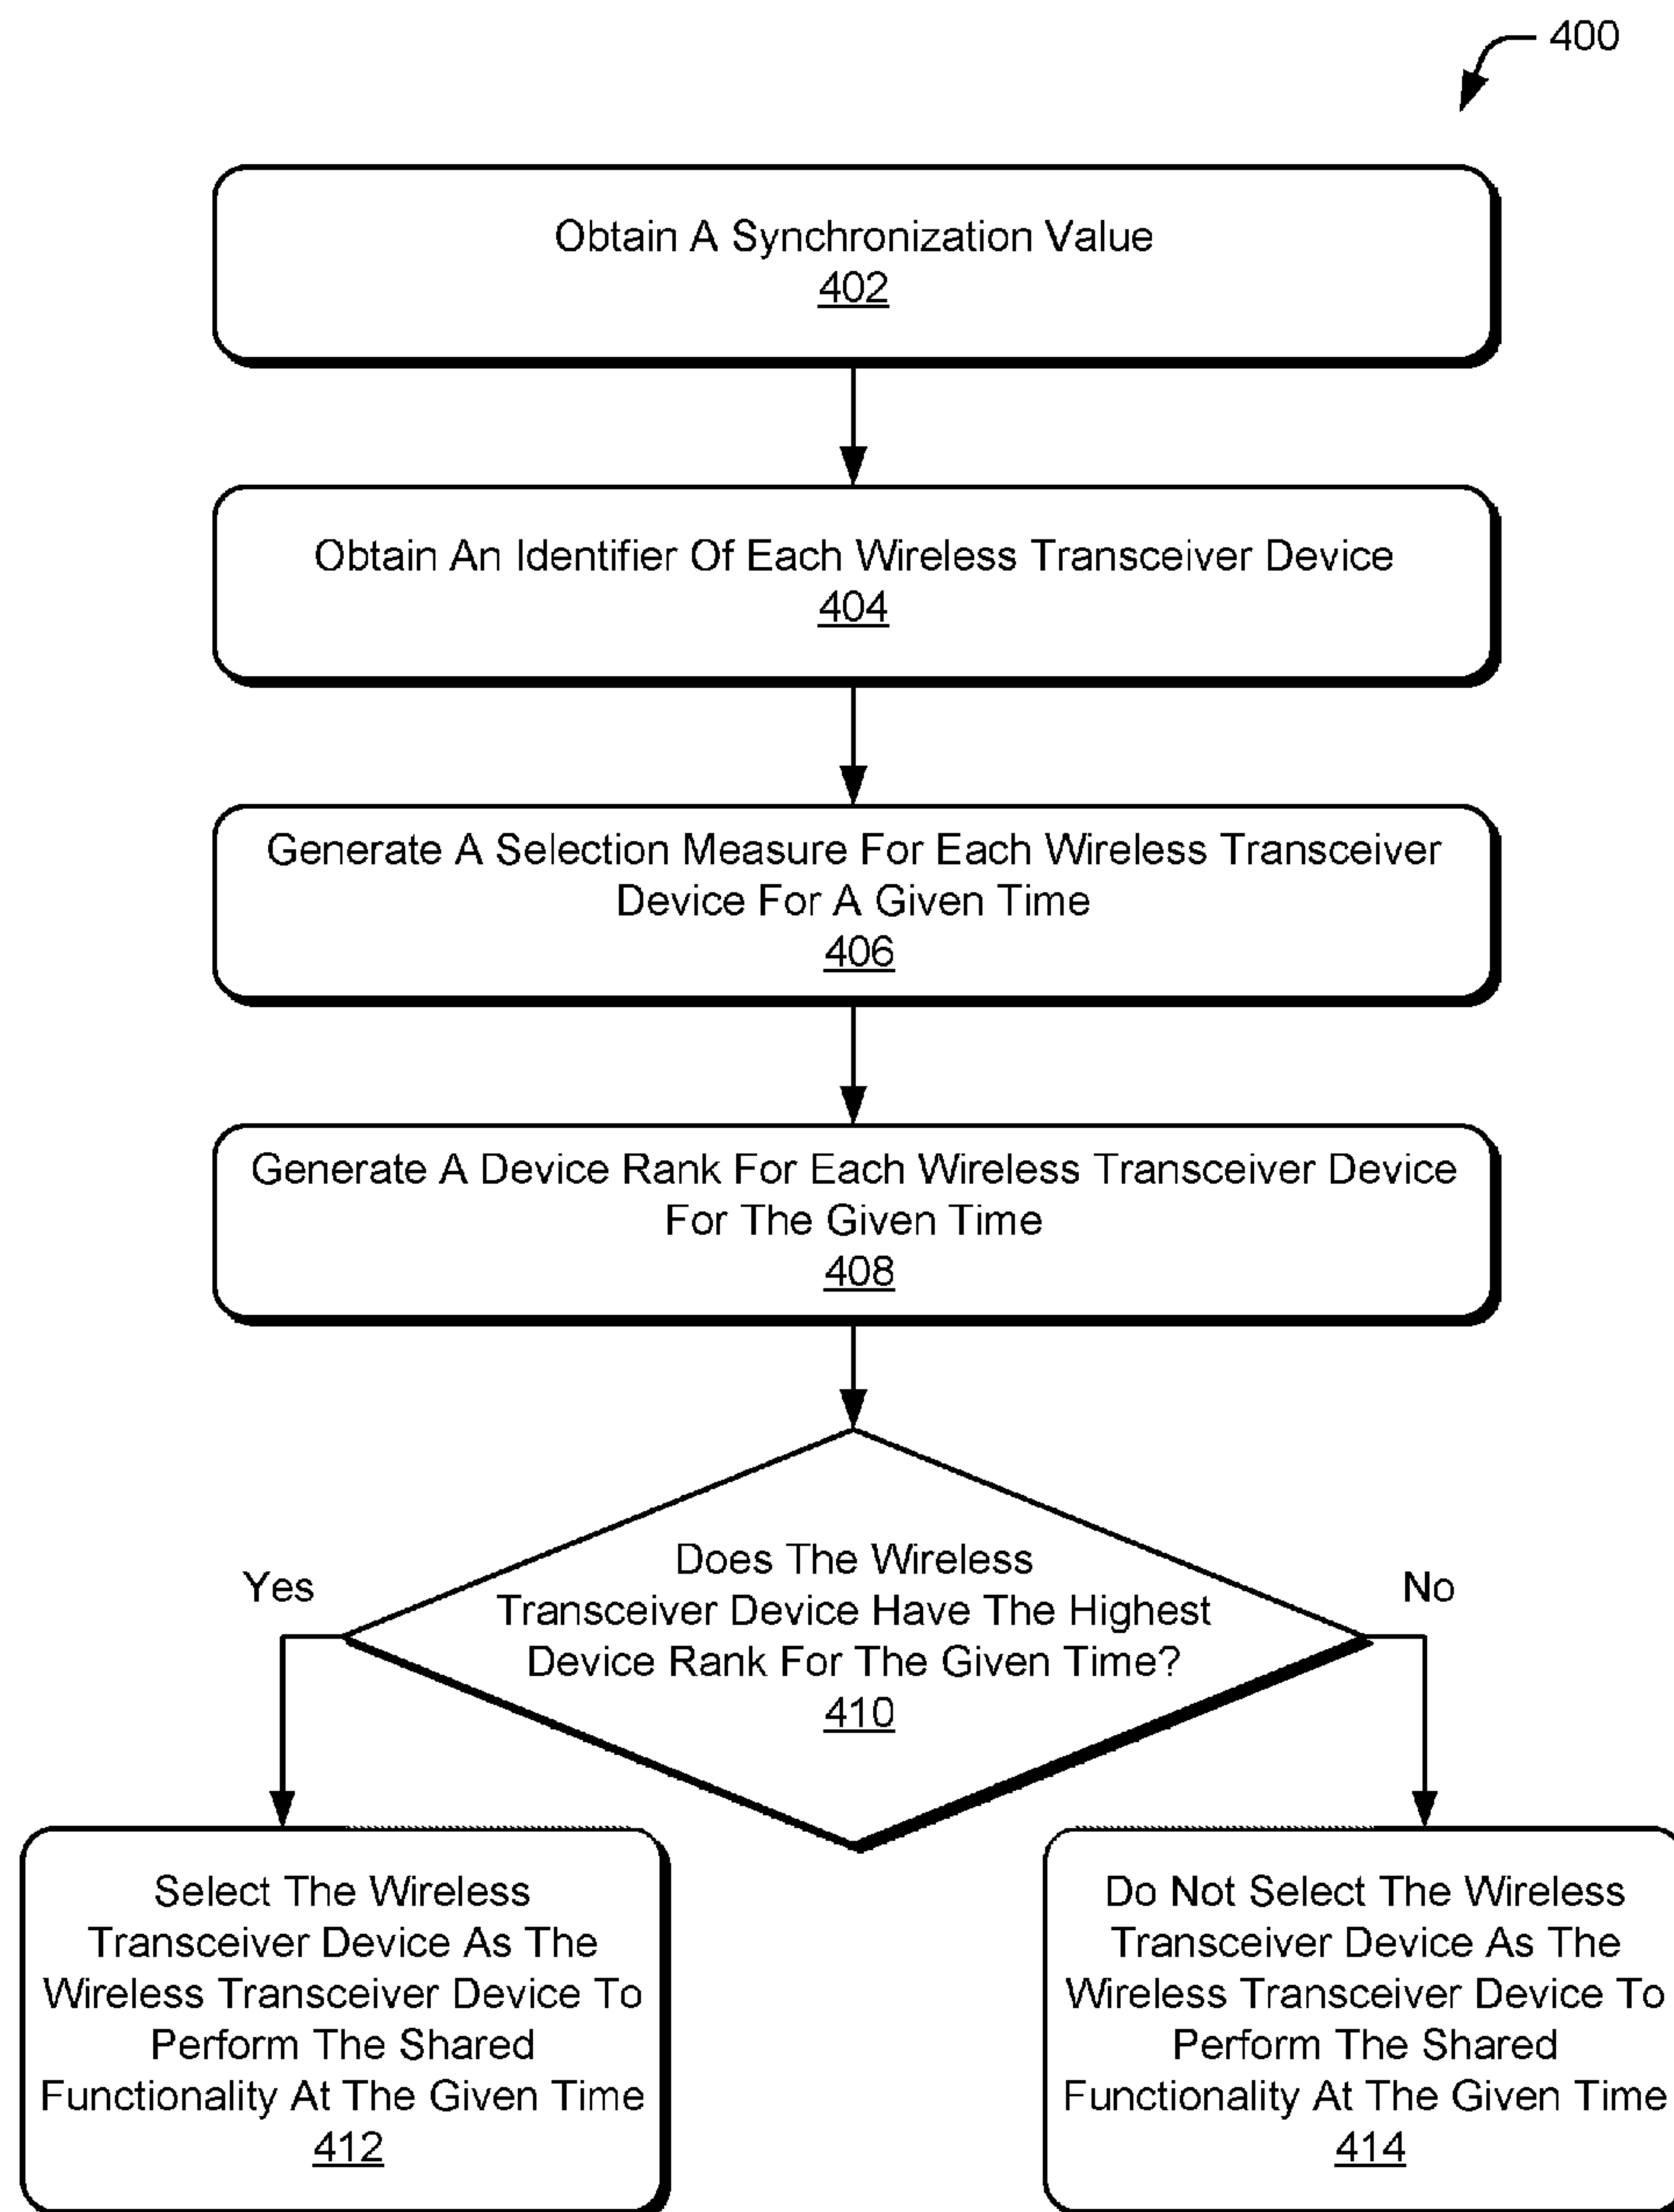 400
Obtain A Synchronization Value
402
Obtain An Identifier Of Each Wireless Transceiver Device
404
Generate A Selection Measure For Each Wireless Transceiver
Device For A Given Time
406
Generate A Device Rank For Each Wireless Transceiver Device
For The Given Time
408
Does The Wireless
Transceiver Device Have The Highest
Device Rank For The Given Time?
410
Yes
No
Select The Wireless
Transceiver Device As The
Wireless Transceiver Device To
Perform The Shared
Functionality At The Given Time
412
Do Not Select The Wireless
Transceiver Device As The
Wireless Transceiver Device To
Perform The Shared
Functionality At The Given Time
414